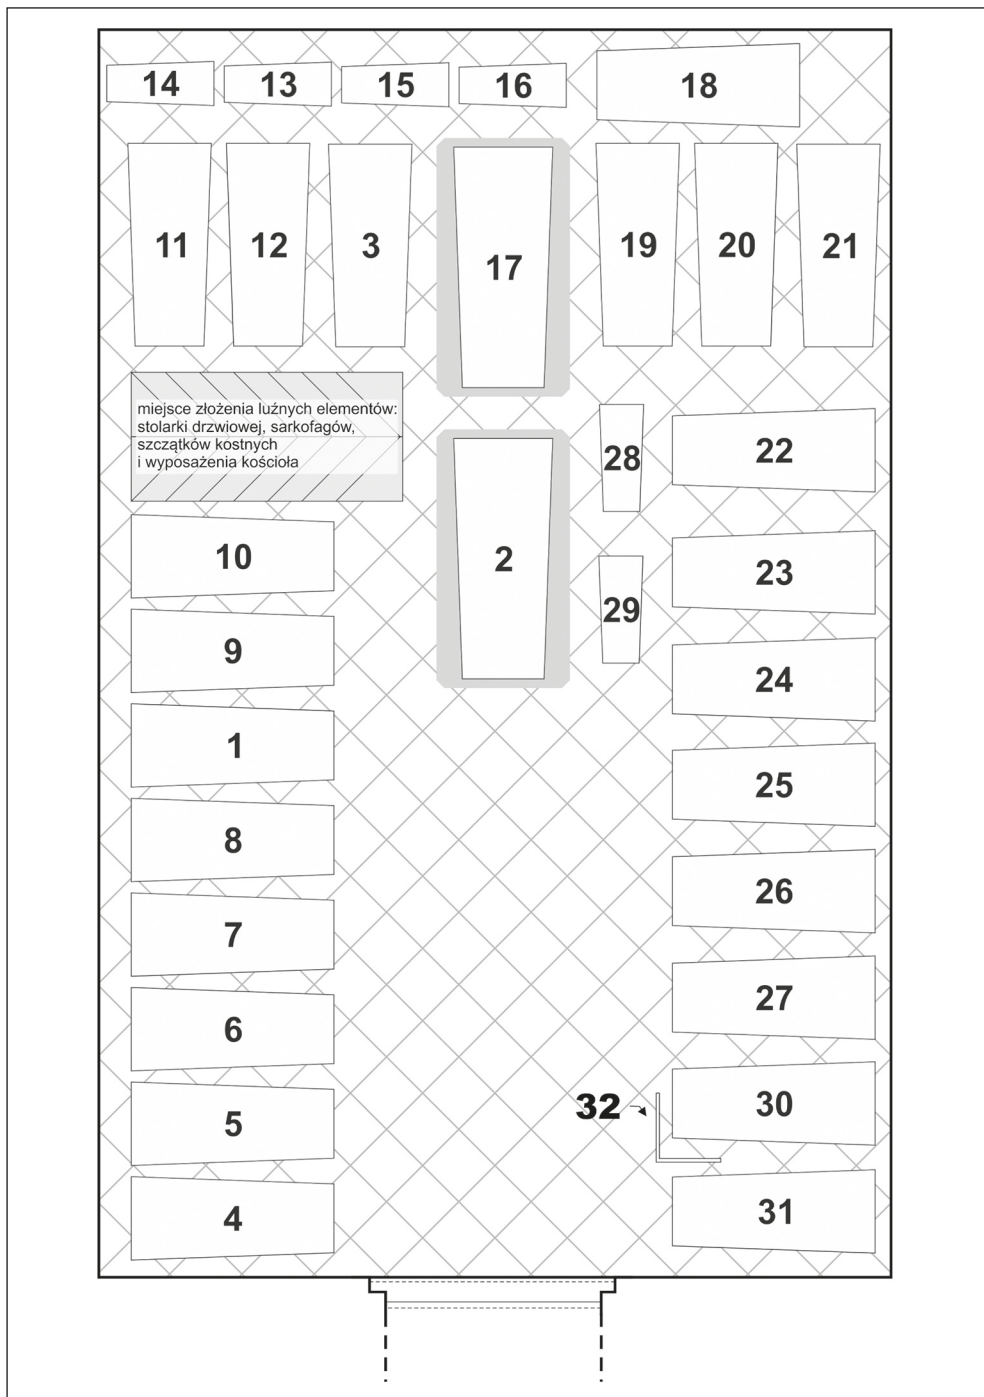 14 13 15 16 18
11 12 3 17 19 20 21
miejsce złożenia luźnych elementów:
stolarki drzwiowej, sarkofagów,
szczątków kostnych
i wyposażenia kościoła
28 22
10 2 23
29
9 24
1 25
8 26
7 27
6
32 30
5
4 31